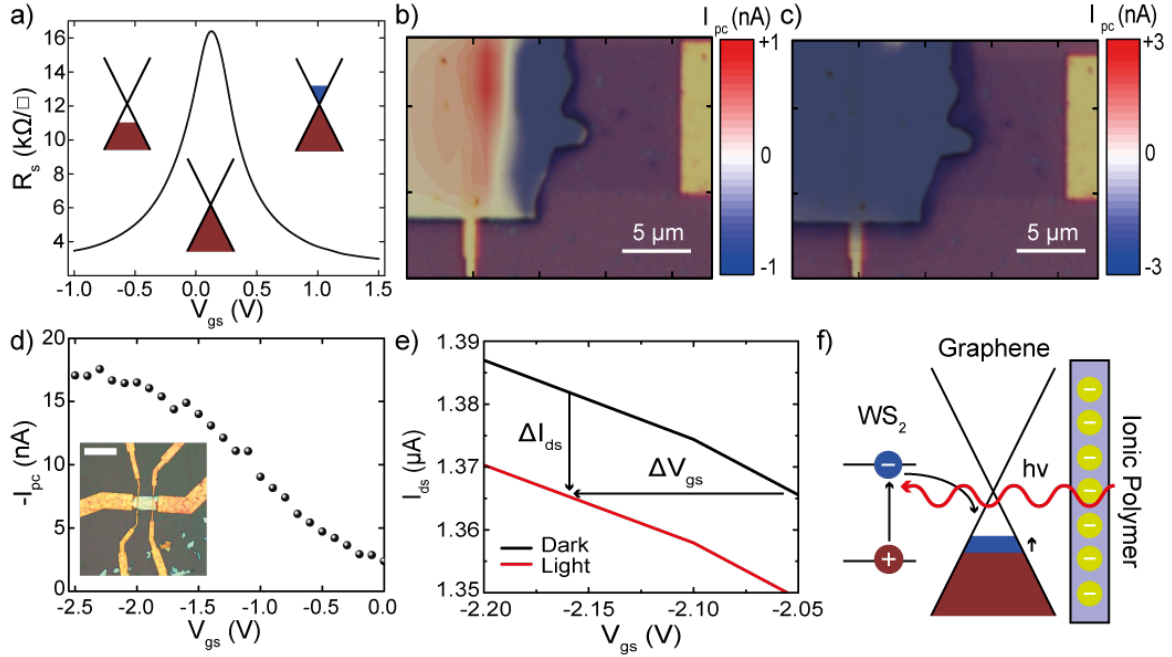 a)
R_s (kΩ/□)
16
14
12
10
8
6
4
-1.0 -0.5 0.0 0.5 1.0 1.5
V_gs (V)
b)
I_pc (nA)
+1
0
-1
5 μm
c)
I_pc (nA)
+3
0
-3
5 μm
d)
-I_pc (nA)
20
15
10
5
0
-2.5 -2.0 -1.5 -1.0 -0.5 0.0
V_gs (V)
e)
I_ds (μA)
1.39
1.38
1.37
1.36
1.35
ΔI_ds
ΔV_gs
Dark
Light
-2.20 -2.15 -2.10 -2.05
V_gs (V)
f)
Graphene
WS₂
hν
Ionic Polymer
−
+
−
−
−
−
−
−
−